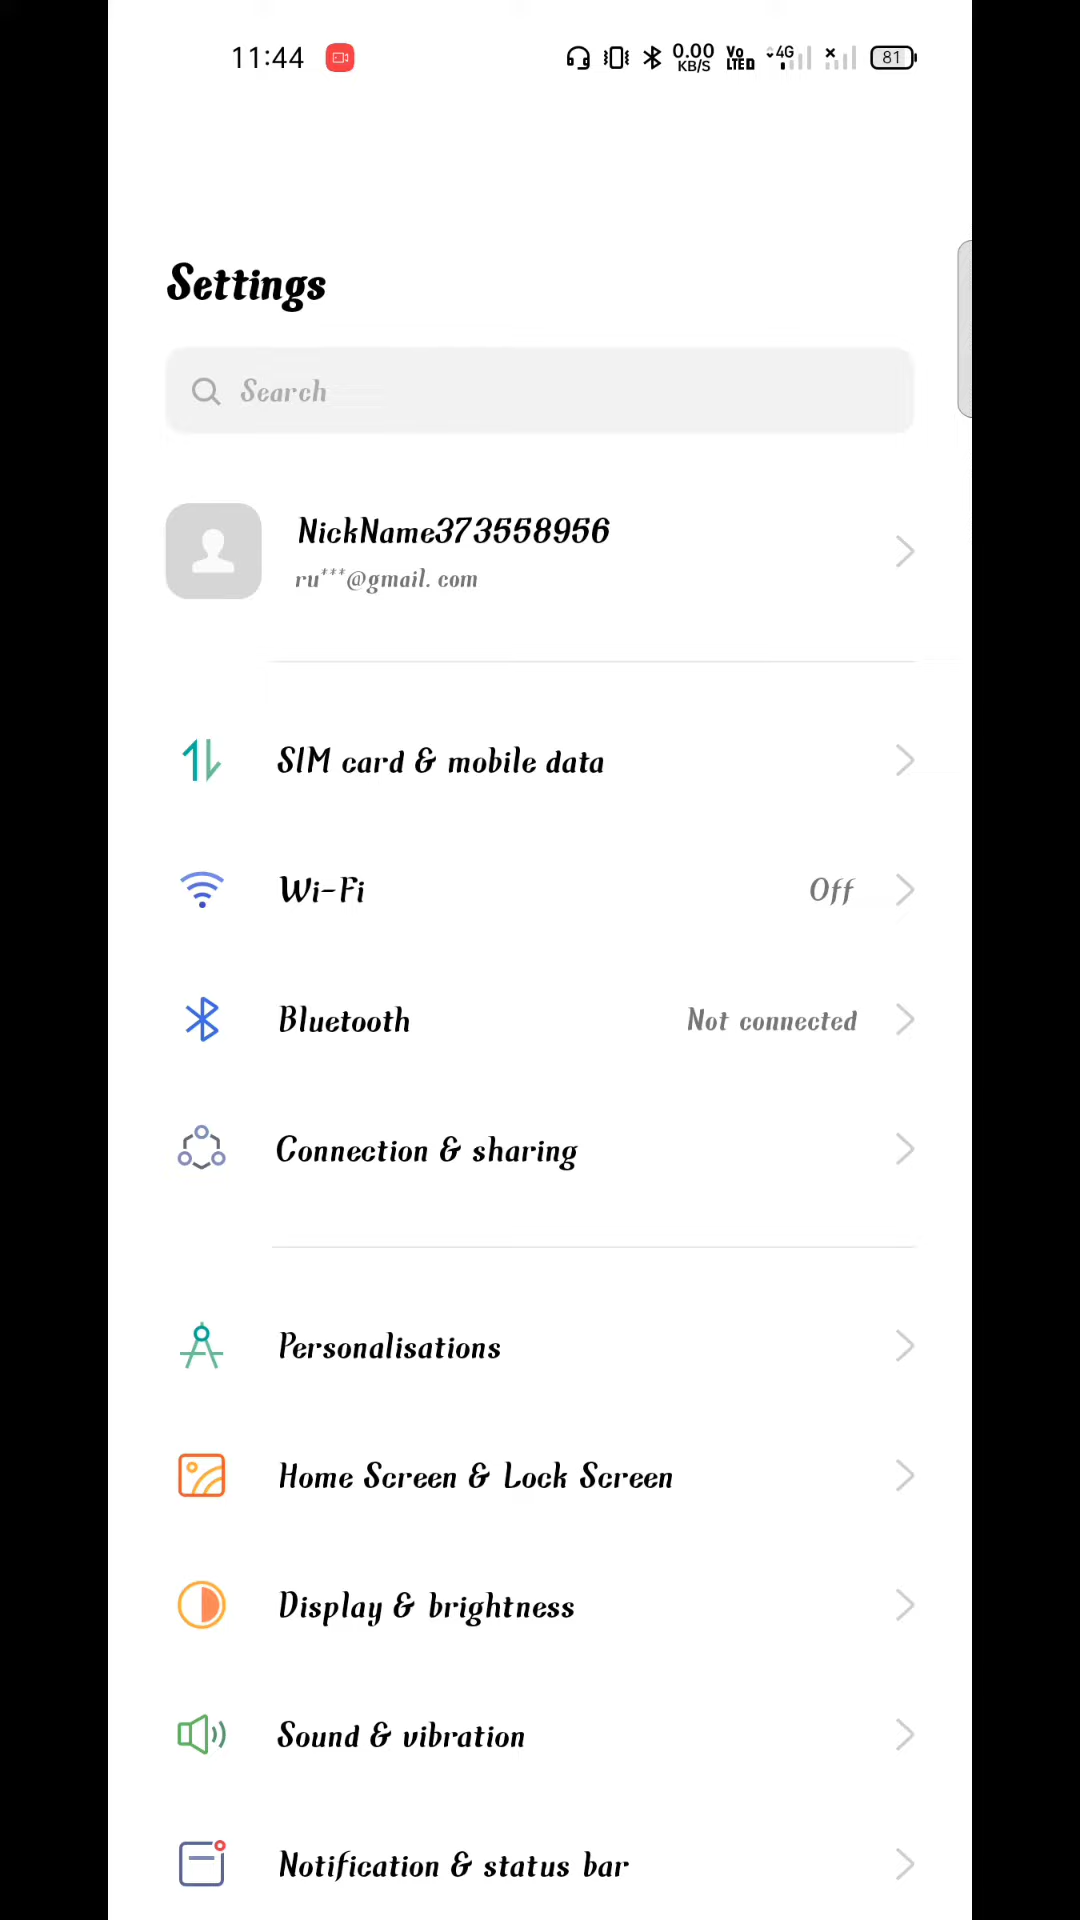 11:44 0.00 KB/S Vo LTED 4G 81
Settings
Search
NickName373558956
ru***@gmail.com
SIM card & mobile data
Wi-Fi Off
Bluetooth Not connected
Connection & sharing
Personalisations
Home Screen & Lock Screen
Display & brightness
Sound & vibration
Notification & status bar